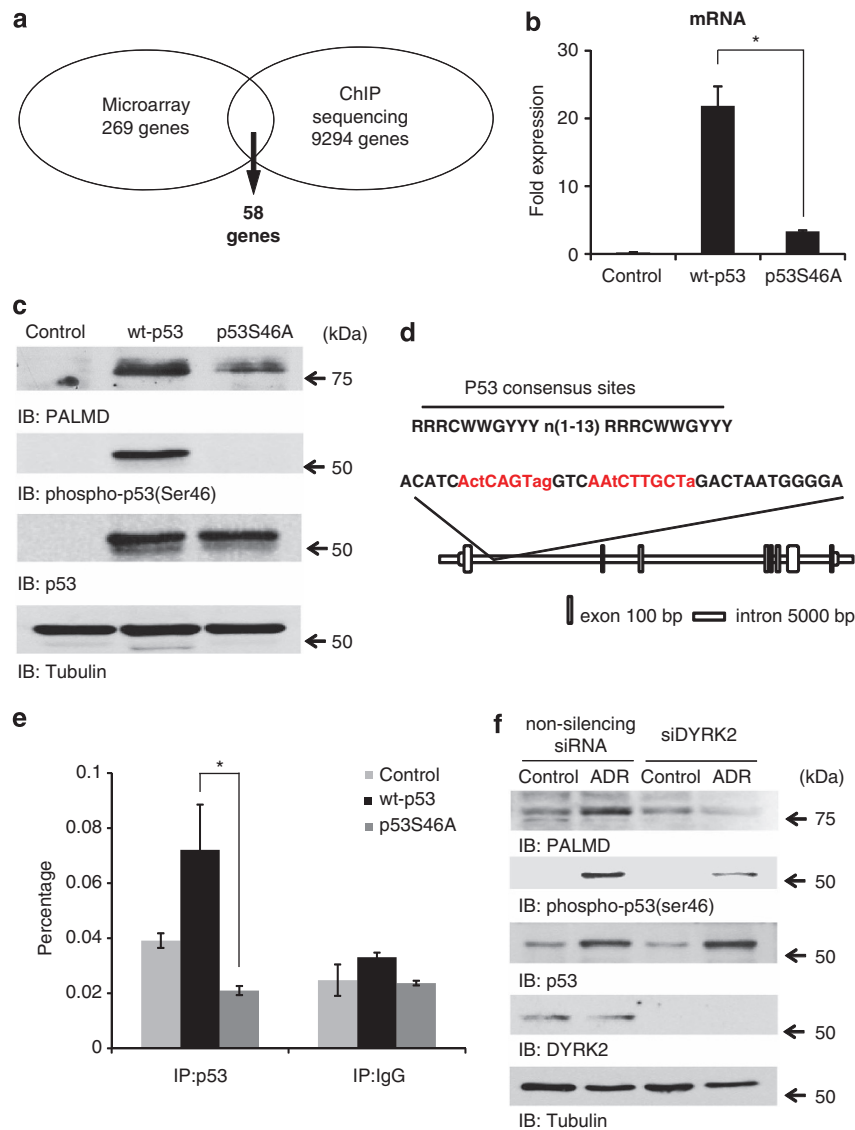 a
Microarray
269 genes
ChIP
sequencing
9294 genes
58
genes
b
mRNA
*
30
20
10
0
Fold expression
Control
wt-p53
p53S46A
c
Control wt-p53 p53S46A (kDa)
75
IB: PALMD
50
IB: phospho-p53(Ser46)
50
IB: p53
50
IB: Tubulin
d
P53 consensus sites
RRRCWWGYYY n(1-13) RRRCWWGYYY
ACATCActCAGTagGTCAAtCTTGCTaGACTAATGGGGA
exon 100 bp
intron 5000 bp
e
*
Control
wt-p53
p53S46A
0.1
0.08
0.06
0.04
0.02
0
Percentage
IP:p53
IP:IgG
f
non-silencing
siRNA
siDYRK2
Control ADR Control ADR (kDa)
75
IB: PALMD
50
IB: phospho-p53(ser46)
50
IB: p53
50
IB: DYRK2
50
IB: Tubulin